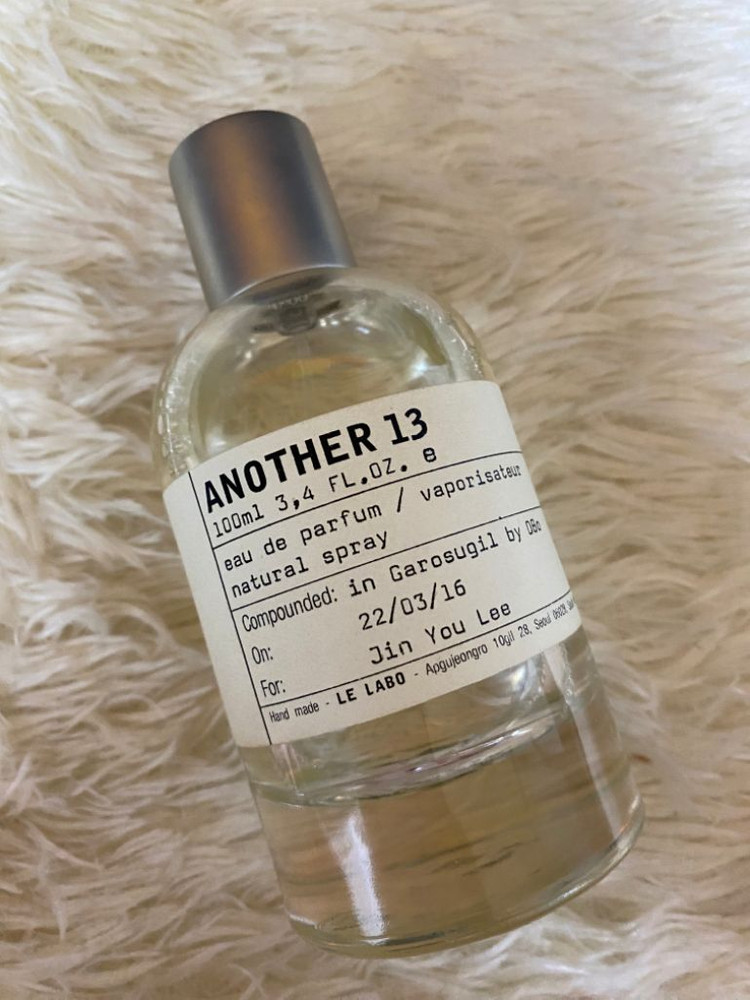 ANOTHER 13
100ml 3,4 FL.OZ. e
eau de parfum / vaporisateur
natural spray
Compounded: in Garosugil by
On: 22/03/16
For: Jin You Lee
Hand made - LE LABO - Apgujeongro 10gil 28, Seoul